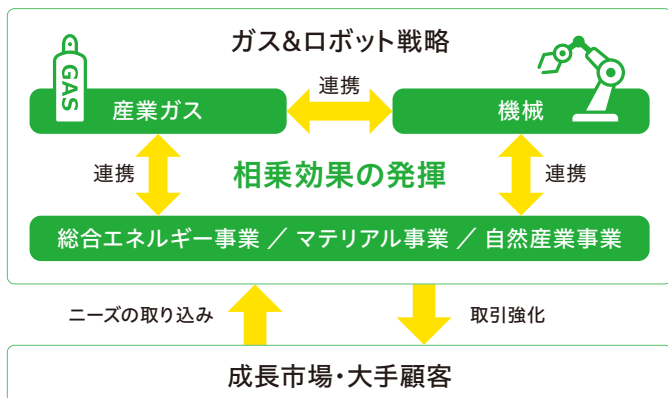 ガス&ロボット戦略
GAS
産業ガス
連携
機械
連携
相乗効果の発揮
連携
総合エネルギー事業 ／ マテリアル事業 ／ 自然産業事業
ニーズの取り込み
取引強化
成長市場・大手顧客